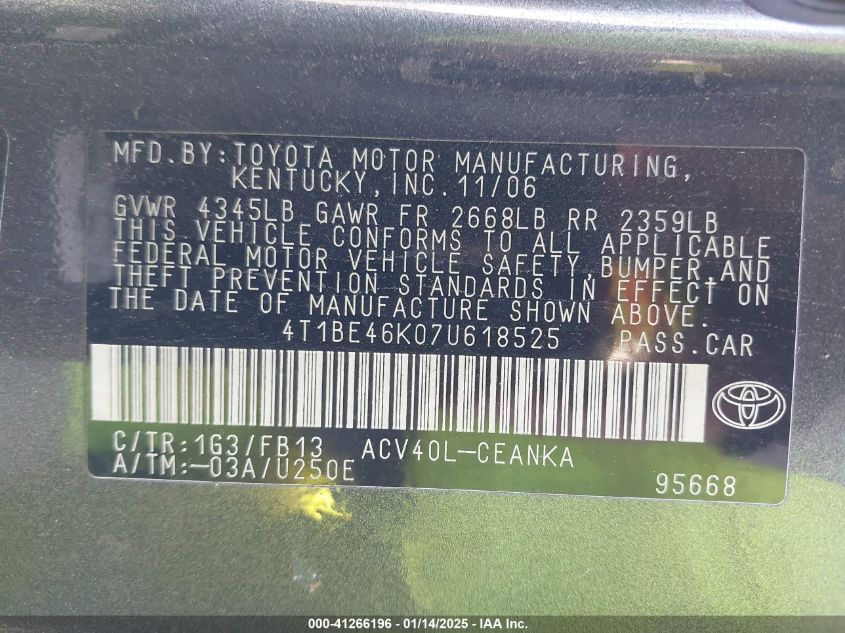 MFD.BY:TOYOTA MOTOR MANUFACTURING,
KENTUCKY,INC.11/06
GVWR 4345LB GAWR FR 2668LB RR 2359LB
THIS VEHICLE CONFORMS TO ALL APPLICABLE
FEDERAL MOTOR VEHICLE SAFETY,BUMPER,AND
THEFT PREVENTION STANDARDS IN EFFECT ON
THE DATE OF MANUFACTURE SHOWN ABOVE.
4T1BE46K07U618525 PASS.CAR
C/TR:1G3/FB13 ACV40L-CEANKA
A/TM:-03A/U250E 95668
000-41266196 - 01/14/2025 - IAA Inc.